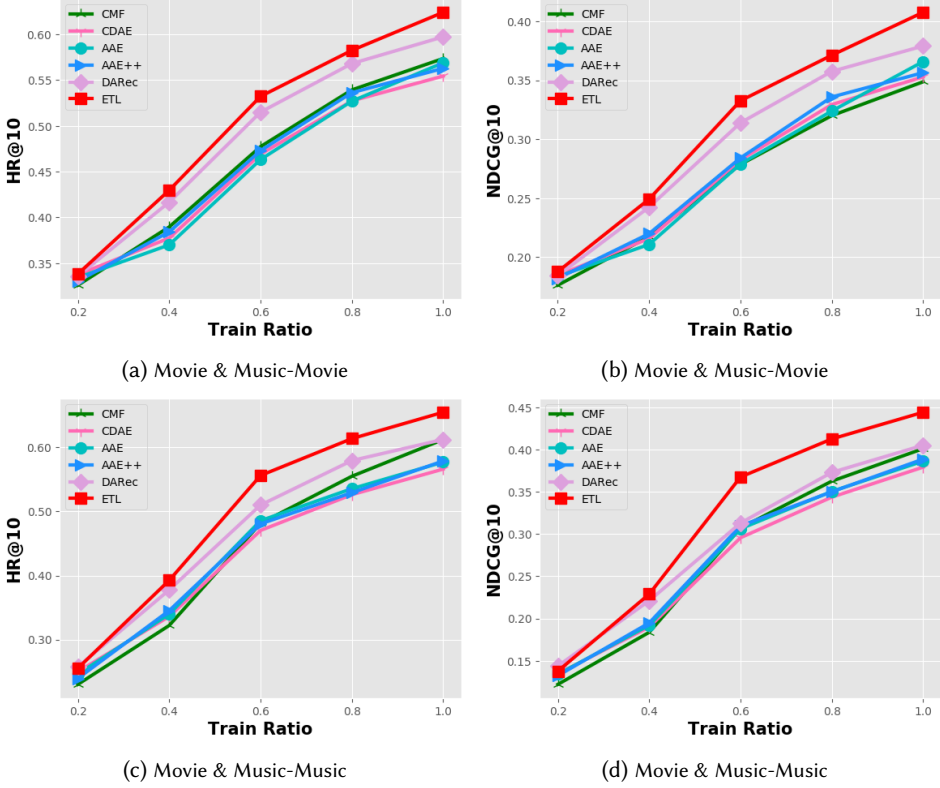 CMF
CDAE
AAE
AAE++
DARec
ETL
HR@10
0.60
0.55
0.50
0.45
0.40
0.35
0.2 0.4 0.6 0.8 1.0
Train Ratio
(a) Movie & Music-Movie
CMF
CDAE
AAE
AAE++
DARec
ETL
NDCG@10
0.40
0.35
0.30
0.25
0.20
0.2 0.4 0.6 0.8 1.0
Train Ratio
(b) Movie & Music-Movie
CMF
CDAE
AAE
AAE++
DARec
ETL
HR@10
0.60
0.50
0.40
0.30
0.2 0.4 0.6 0.8 1.0
Train Ratio
(c) Movie & Music-Music
CMF
CDAE
AAE
AAE++
DARec
ETL
NDCG@10
0.45
0.40
0.35
0.30
0.25
0.20
0.15
0.2 0.4 0.6 0.8 1.0
Train Ratio
(d) Movie & Music-Music